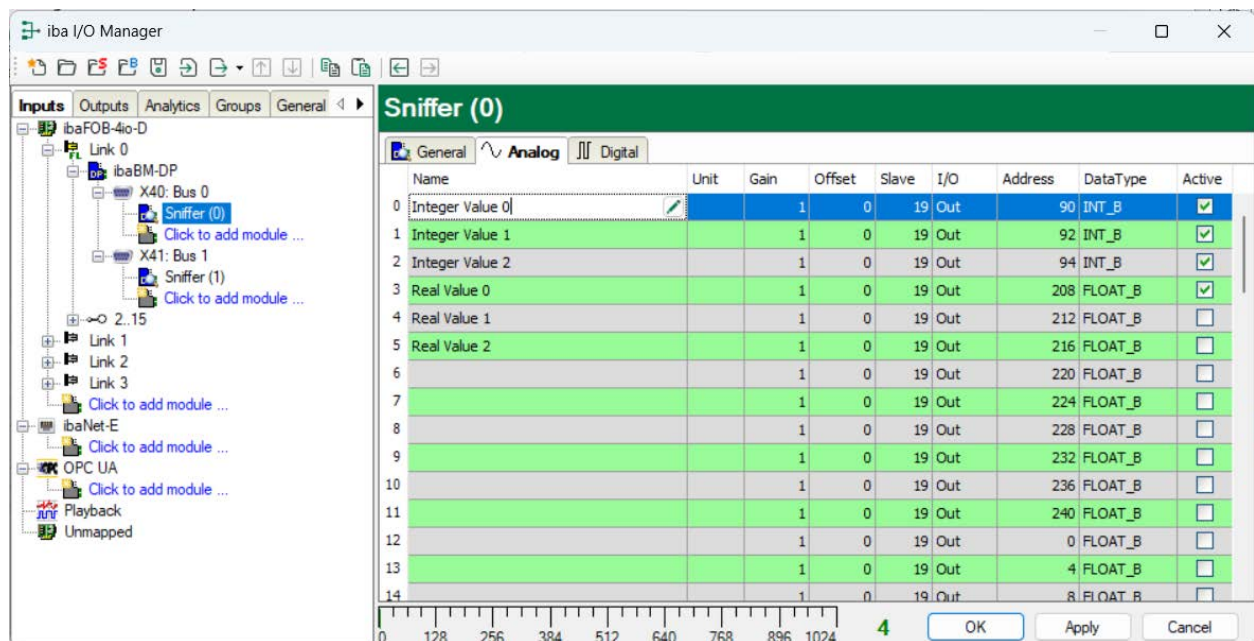 iba I/O Manager
Inputs Outputs Analytics Groups General
ibaFOB-4io-D
Link 0
ibaBM-DP
X40: Bus 0
Sniffer (0)
Click to add module ...
X41: Bus 1
Sniffer (1)
Click to add module ...
2..15
Link 1
Link 2
Link 3
Click to add module ...
ibaNet-E
Click to add module ...
OPC UA
Click to add module ...
Playback
Unmapped
Sniffer (0)
General Analog Digital
Name Unit Gain Offset Slave I/O Address DataType Active
0 Integer Value 0 1 0 19 Out 90 INT_B
1 Integer Value 1 1 0 19 Out 92 INT_B
2 Integer Value 2 1 0 19 Out 94 INT_B
3 Real Value 0 1 0 19 Out 208 FLOAT_B
4 Real Value 1 1 0 19 Out 212 FLOAT_B
5 Real Value 2 1 0 19 Out 216 FLOAT_B
6 1 0 19 Out 220 FLOAT_B
7 1 0 19 Out 224 FLOAT_B
8 1 0 19 Out 228 FLOAT_B
9 1 0 19 Out 232 FLOAT_B
10 1 0 19 Out 236 FLOAT_B
11 1 0 19 Out 240 FLOAT_B
12 1 0 19 Out 0 FLOAT_B
13 1 0 19 Out 4 FLOAT_B
14 1 0 19 Out 8 FLOAT_B
0 128 256 384 512 640 768 896 1024 4 OK Apply Cancel